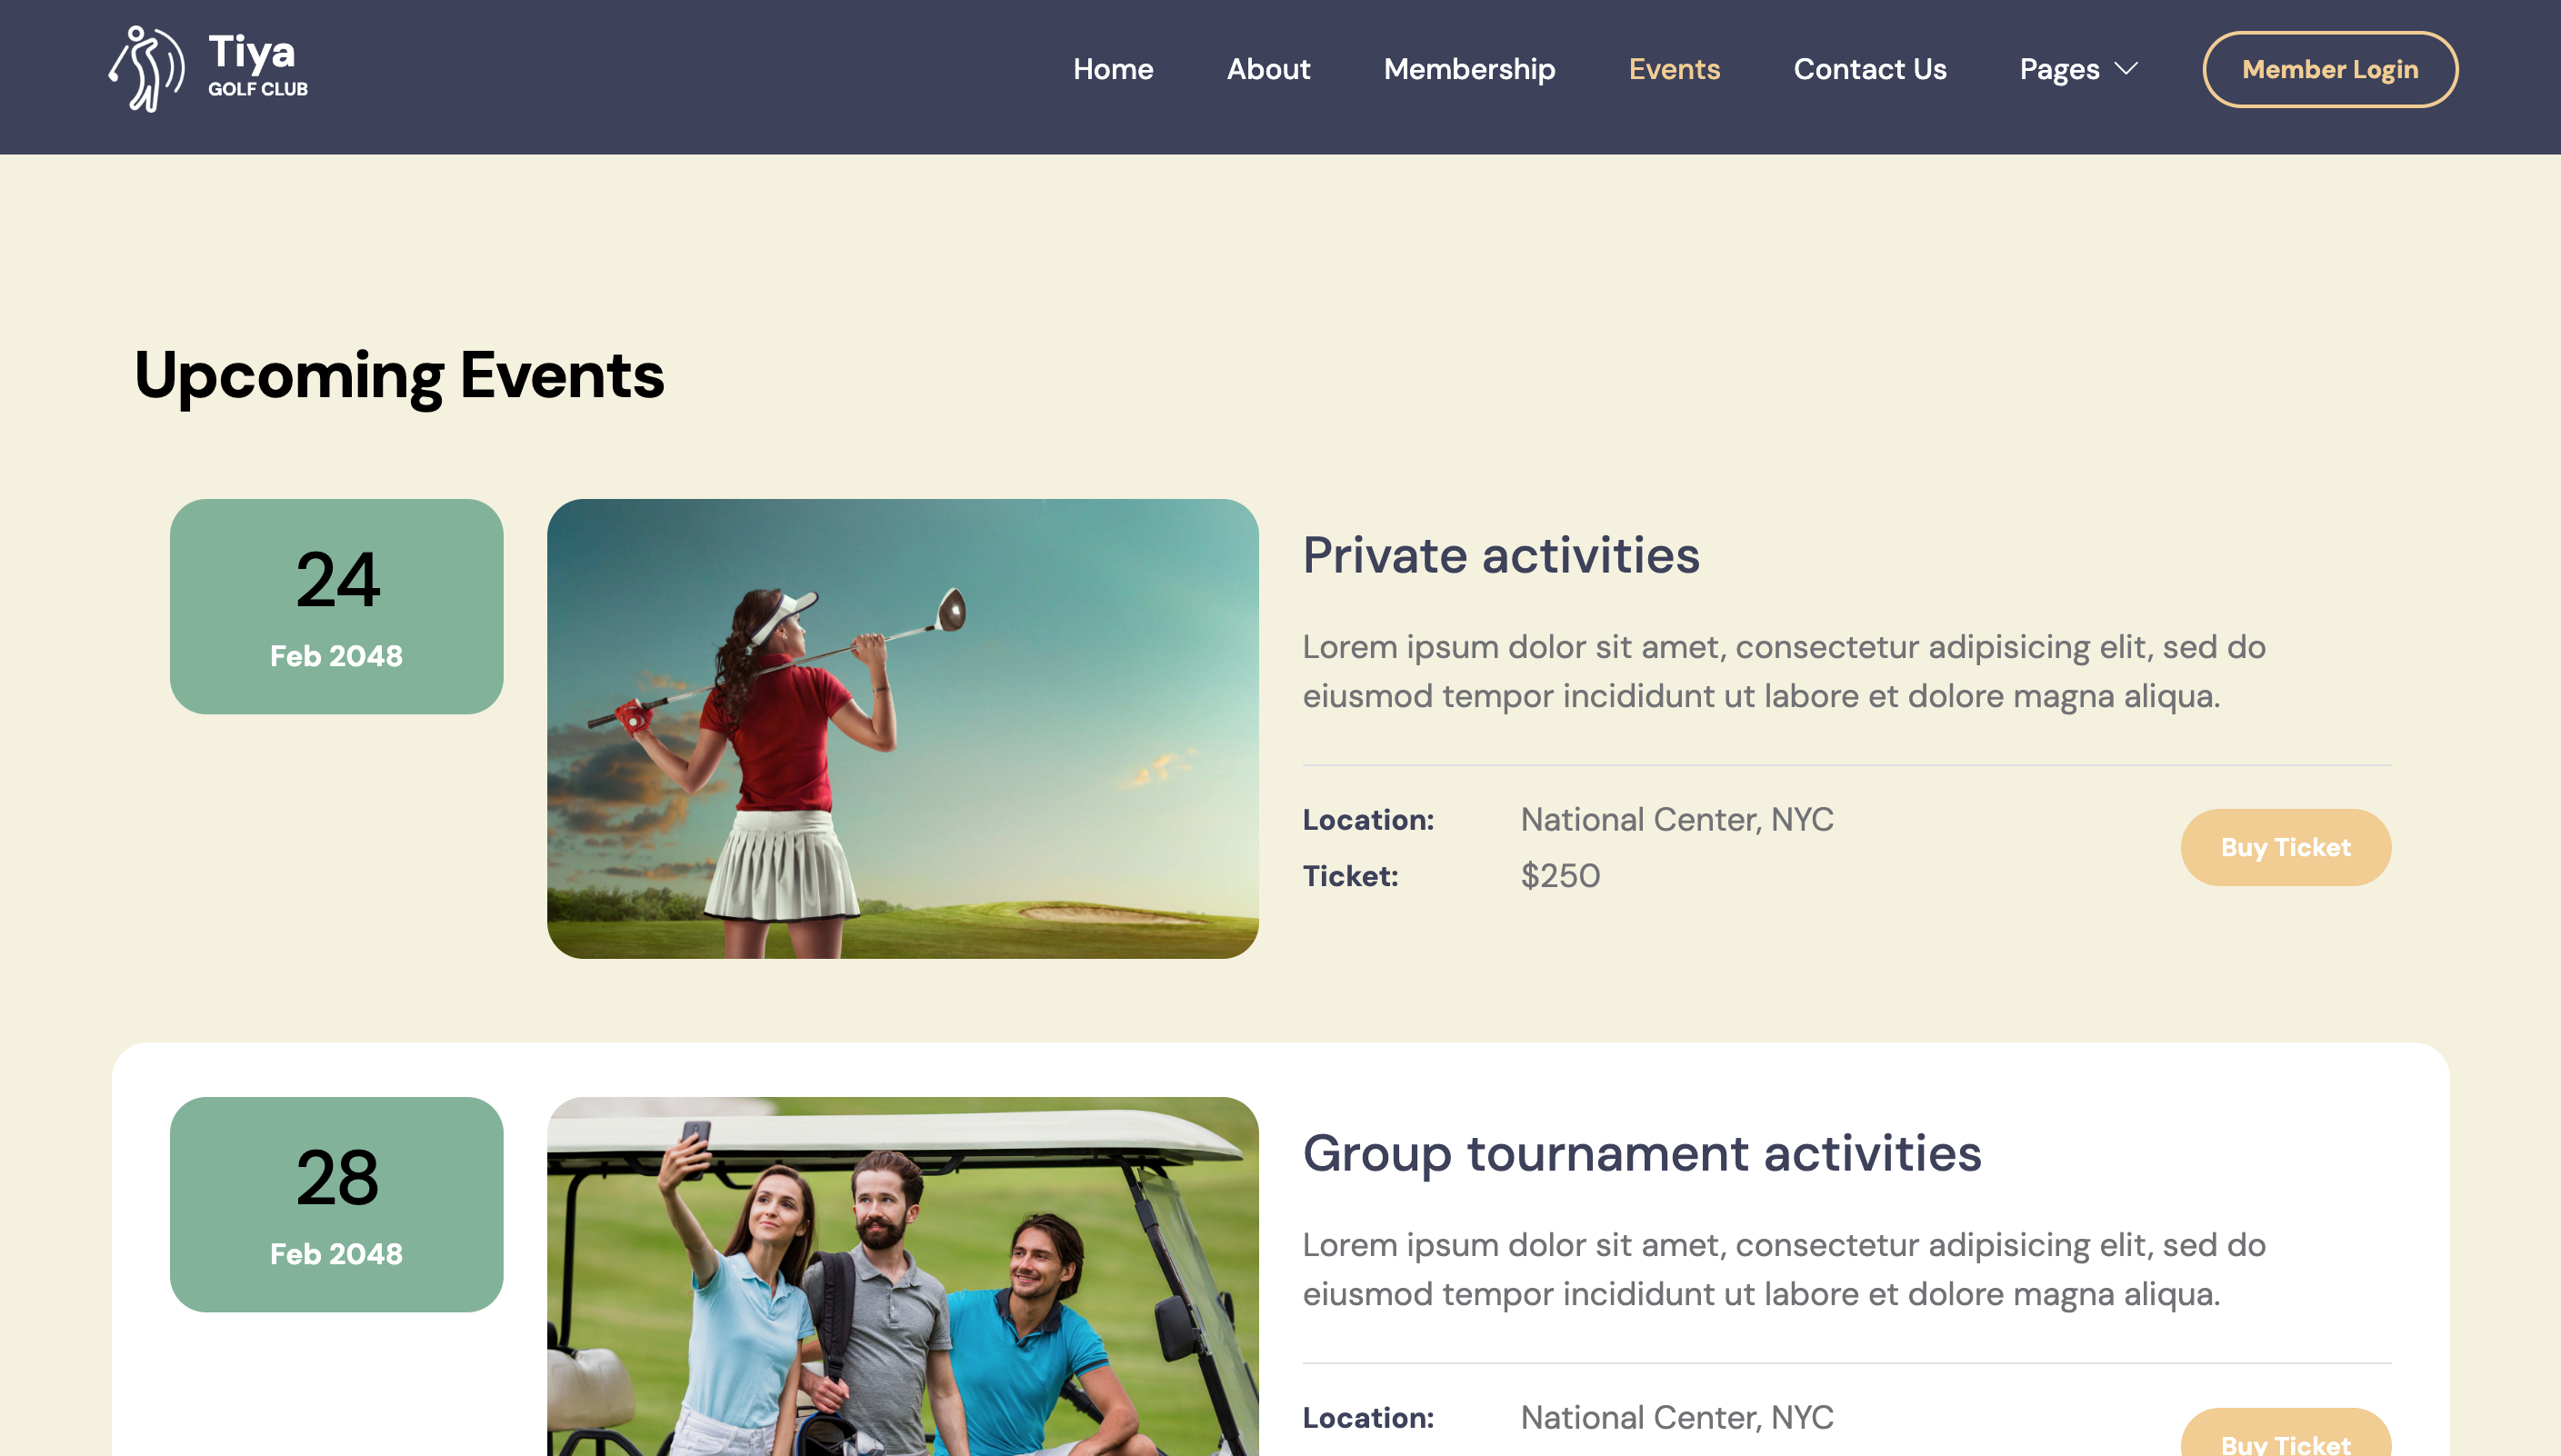 Tiya
GOLF CLUB
Home
About
Membership
Events
Contact Us
Pages
Member Login
Upcoming Events
24
Feb 2048
Private activities
Lorem ipsum dolor sit amet, consectetur adipisicing elit, sed do
eiusmod tempor incididunt ut labore et dolore magna aliqua.
Location:
National Center, NYC
Ticket:
$250
Buy Ticket
28
Feb 2048
Group tournament activities
Lorem ipsum dolor sit amet, consectetur adipisicing elit, sed do
eiusmod tempor incididunt ut labore et dolore magna aliqua.
Location:
National Center, NYC
Buy Ticket